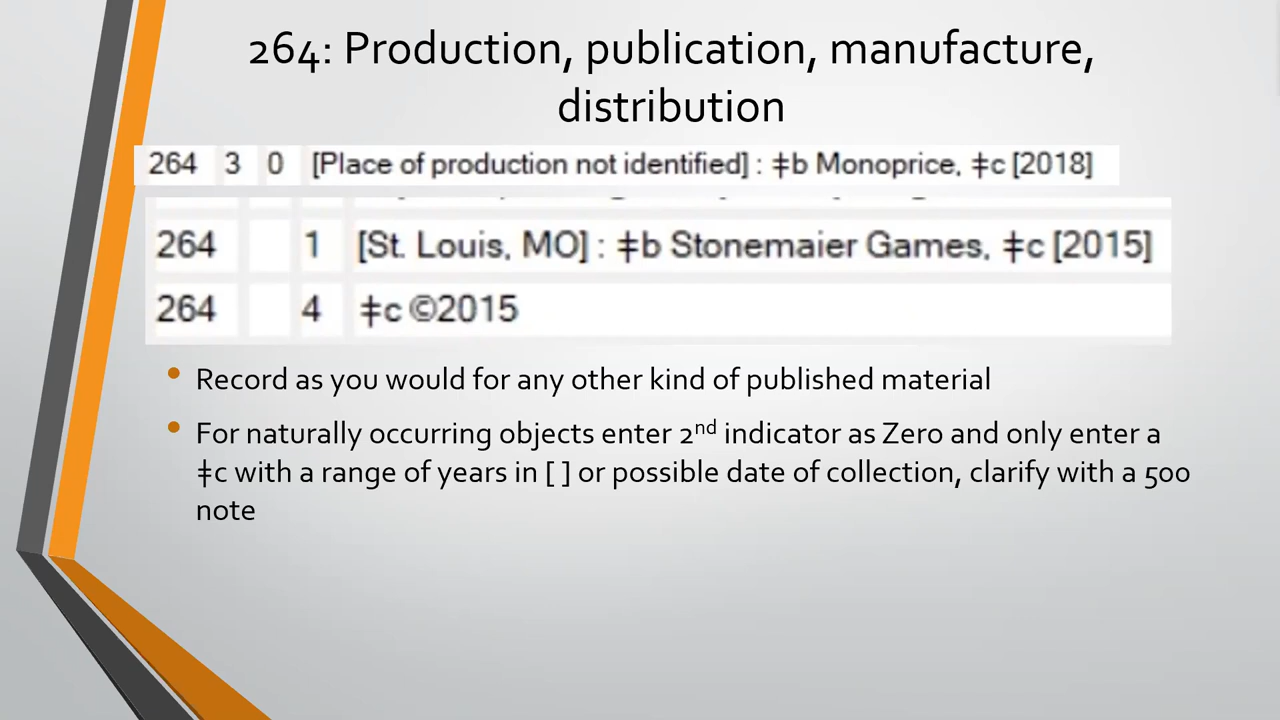 264: Production, publication, manufacture,
distribution
264 3 0 [Place of production not identified] : ‡b Monoprice, ‡c [2018]
264 1 [St. Louis, MO] : ‡b Stonemaier Games, ‡c [2015]
264 4 ‡c ©2015
• Record as you would for any other kind of published material
• For naturally occurring objects enter 2nd indicator as Zero and only enter a
‡c with a range of years in [ ] or possible date of collection, clarify with a 500
note